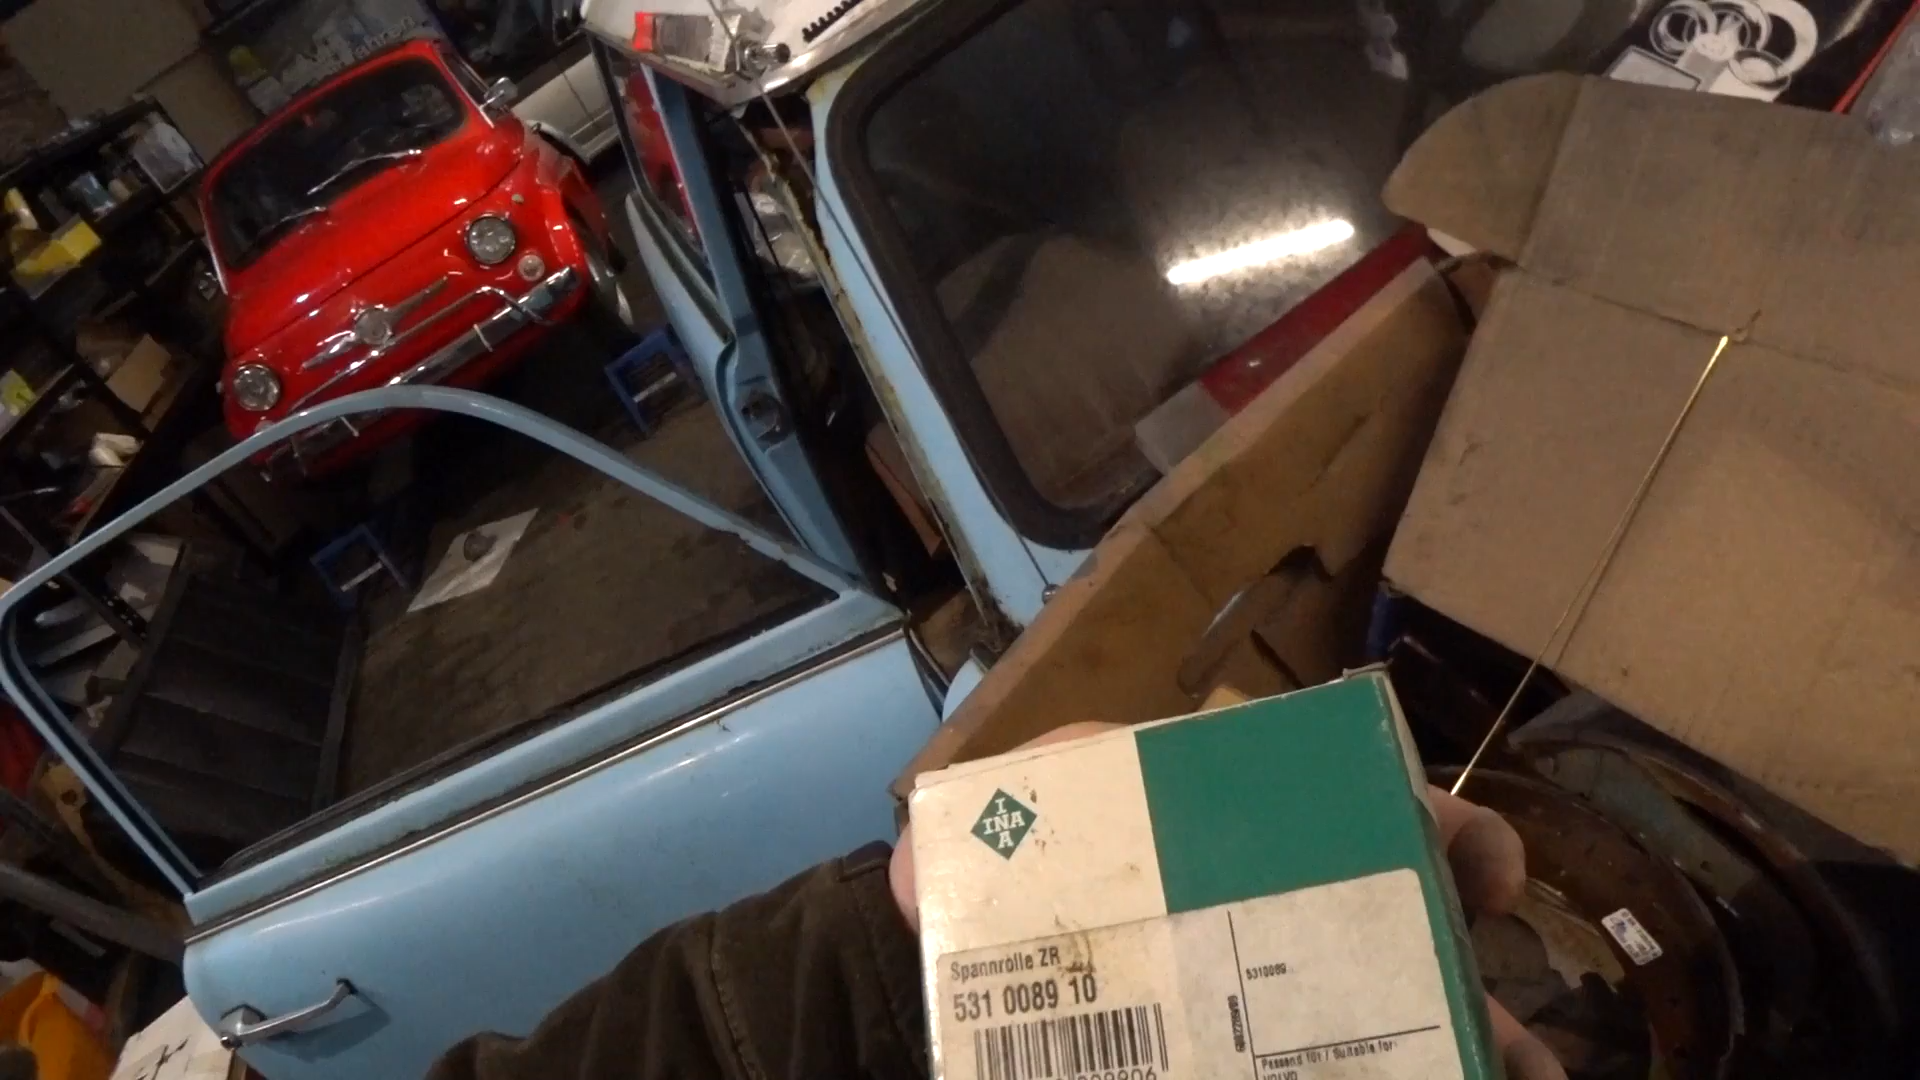 I
INA
A
Spannrolle ZR
531 0089 10
5310089
Passend für / Suitable for:
VOLVO